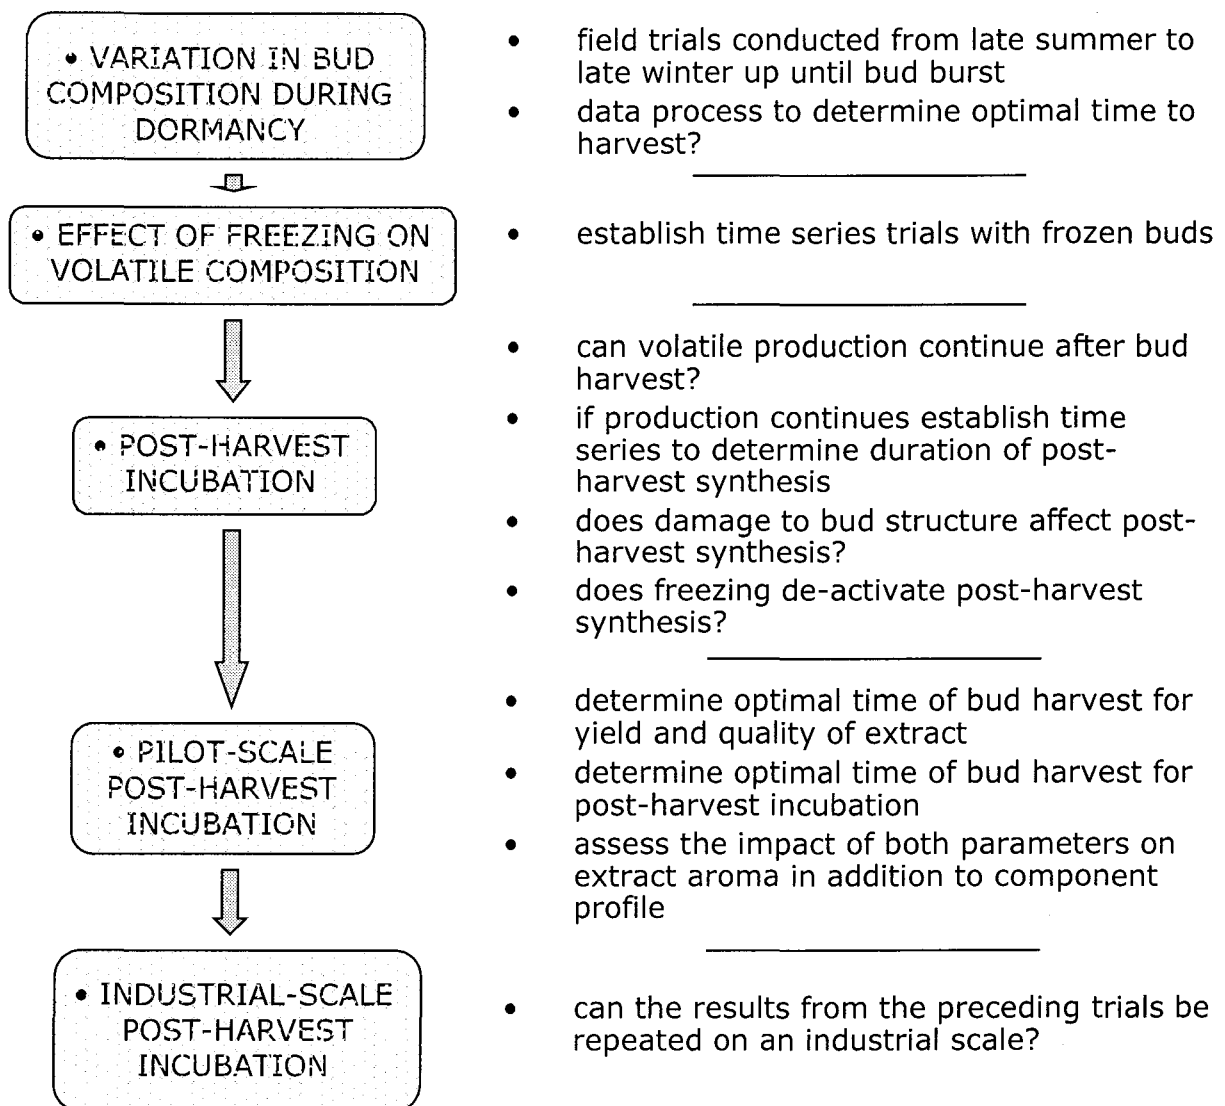 • VARIATION IN BUD
COMPOSITION DURING
DORMANCY
• field trials conducted from late summer to
late winter up until bud burst
• data process to determine optimal time to
harvest?
• EFFECT OF FREEZING ON
VOLATILE COMPOSITION
• establish time series trials with frozen buds
• POST-HARVEST
INCUBATION
• can volatile production continue after bud
harvest?
• if production continues establish time
series to determine duration of post-
harvest synthesis
• does damage to bud structure affect post-
harvest synthesis?
• does freezing de-activate post-harvest
synthesis?
• PILOT-SCALE
POST-HARVEST
INCUBATION
• determine optimal time of bud harvest for
yield and quality of extract
• determine optimal time of bud harvest for
post-harvest incubation
• assess the impact of both parameters on
extract aroma in addition to component
profile
• INDUSTRIAL-SCALE
POST-HARVEST
INCUBATION
• can the results from the preceding trials be
repeated on an industrial scale?